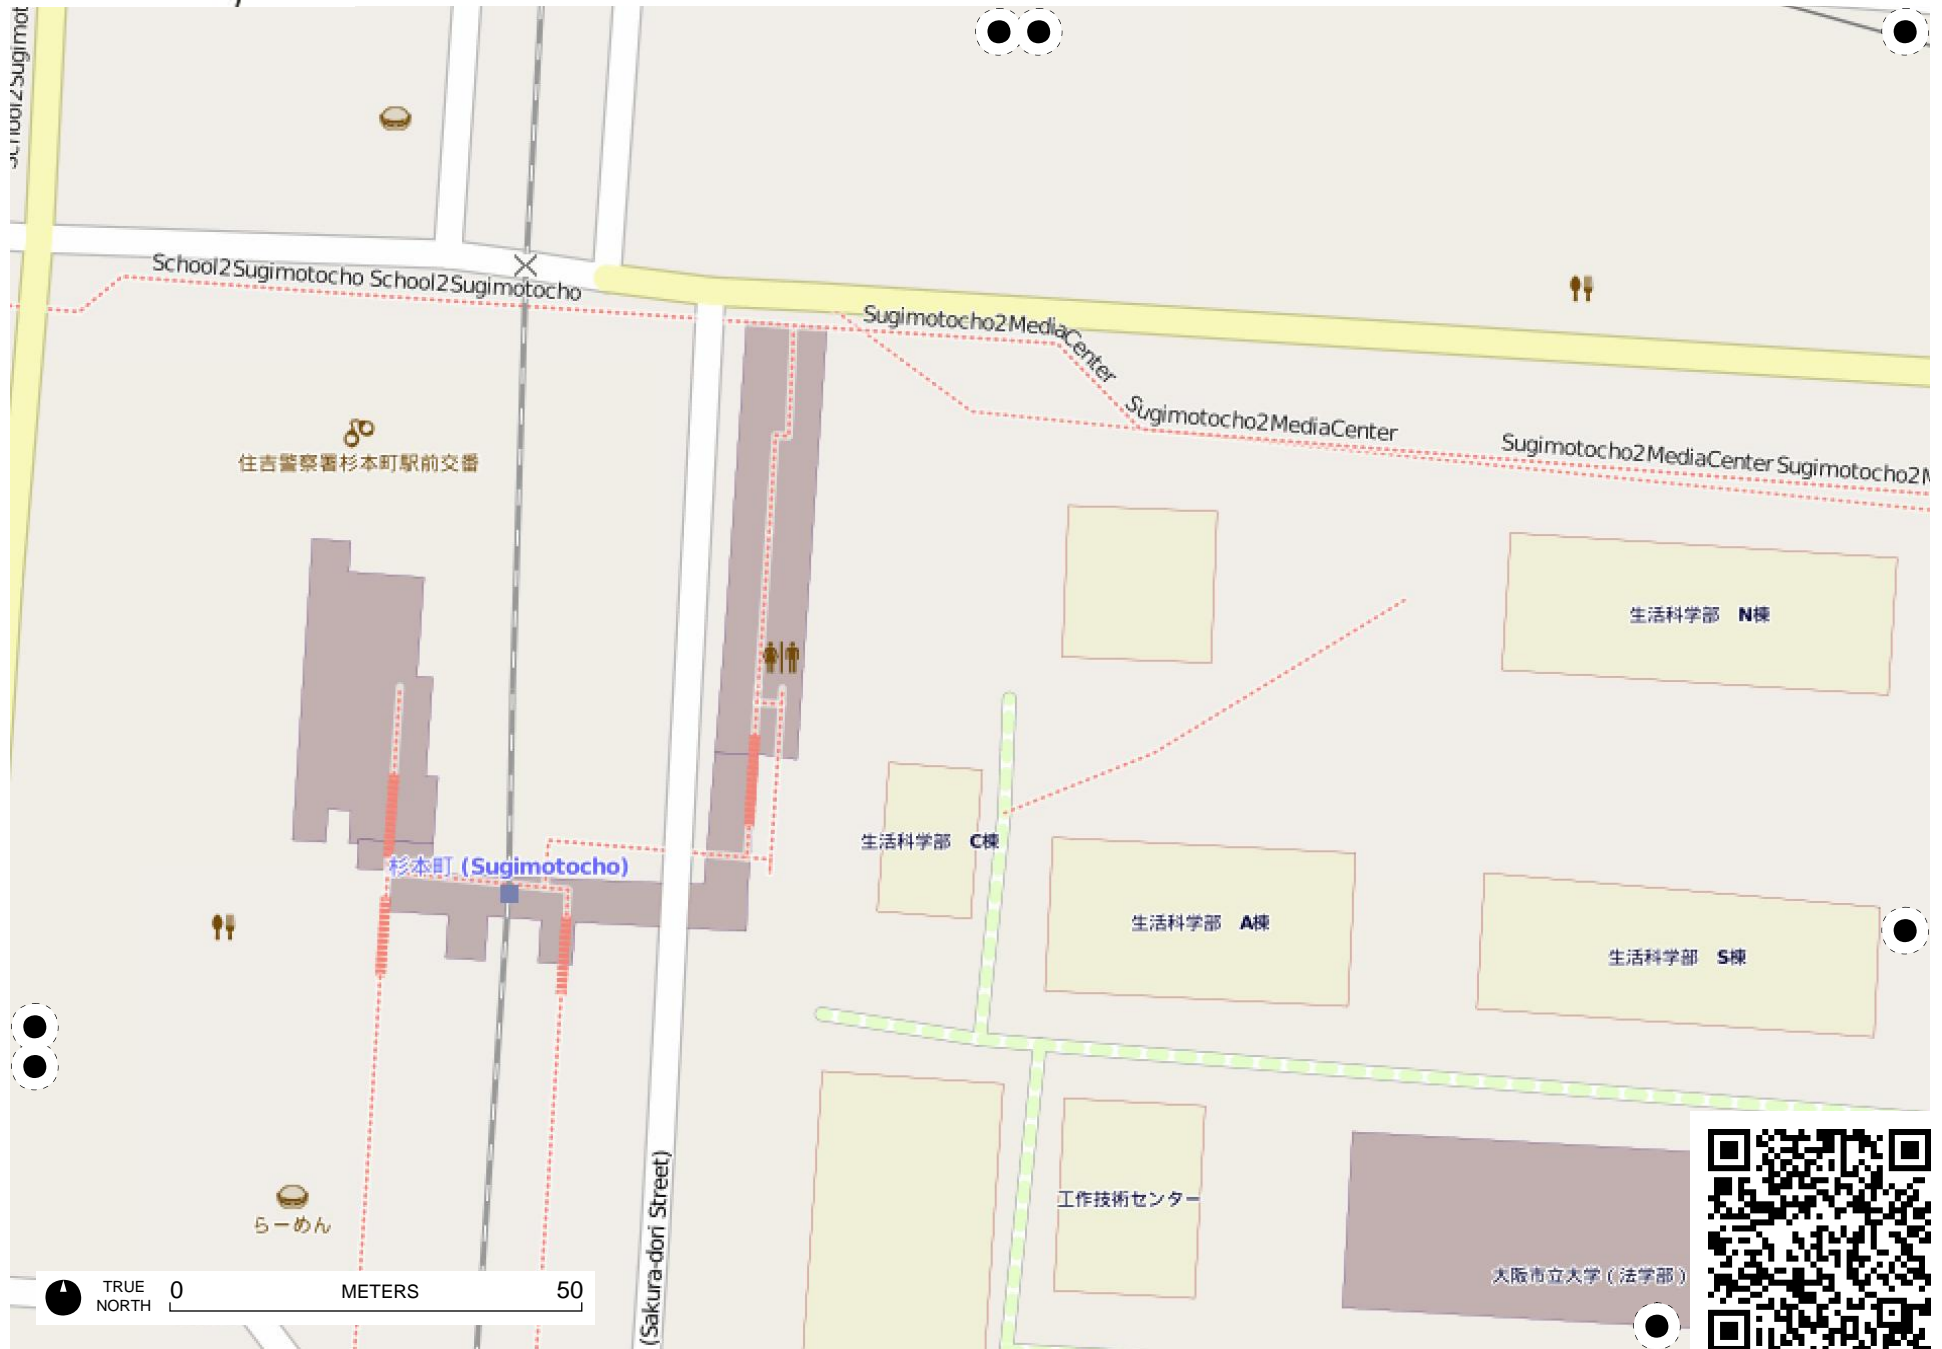 School2Sugimot
School2Sugimotocho School2Sugimotocho
Sugimotocho2MediaCenter
Sugimotocho2MediaCenter
Sugimotocho2MediaCenter Sugimotocho2M
住吉警察署杉本町駅前交番
生活科学部 N棟
生活科学部 C棟
杉本町 (Sugimotocho)
生活科学部 A棟
生活科学部 S棟
工作技術センター
らーめん
(Sakura-dori Street)
大阪市立大学 (法学部)
TRUE NORTH
0 METERS 50